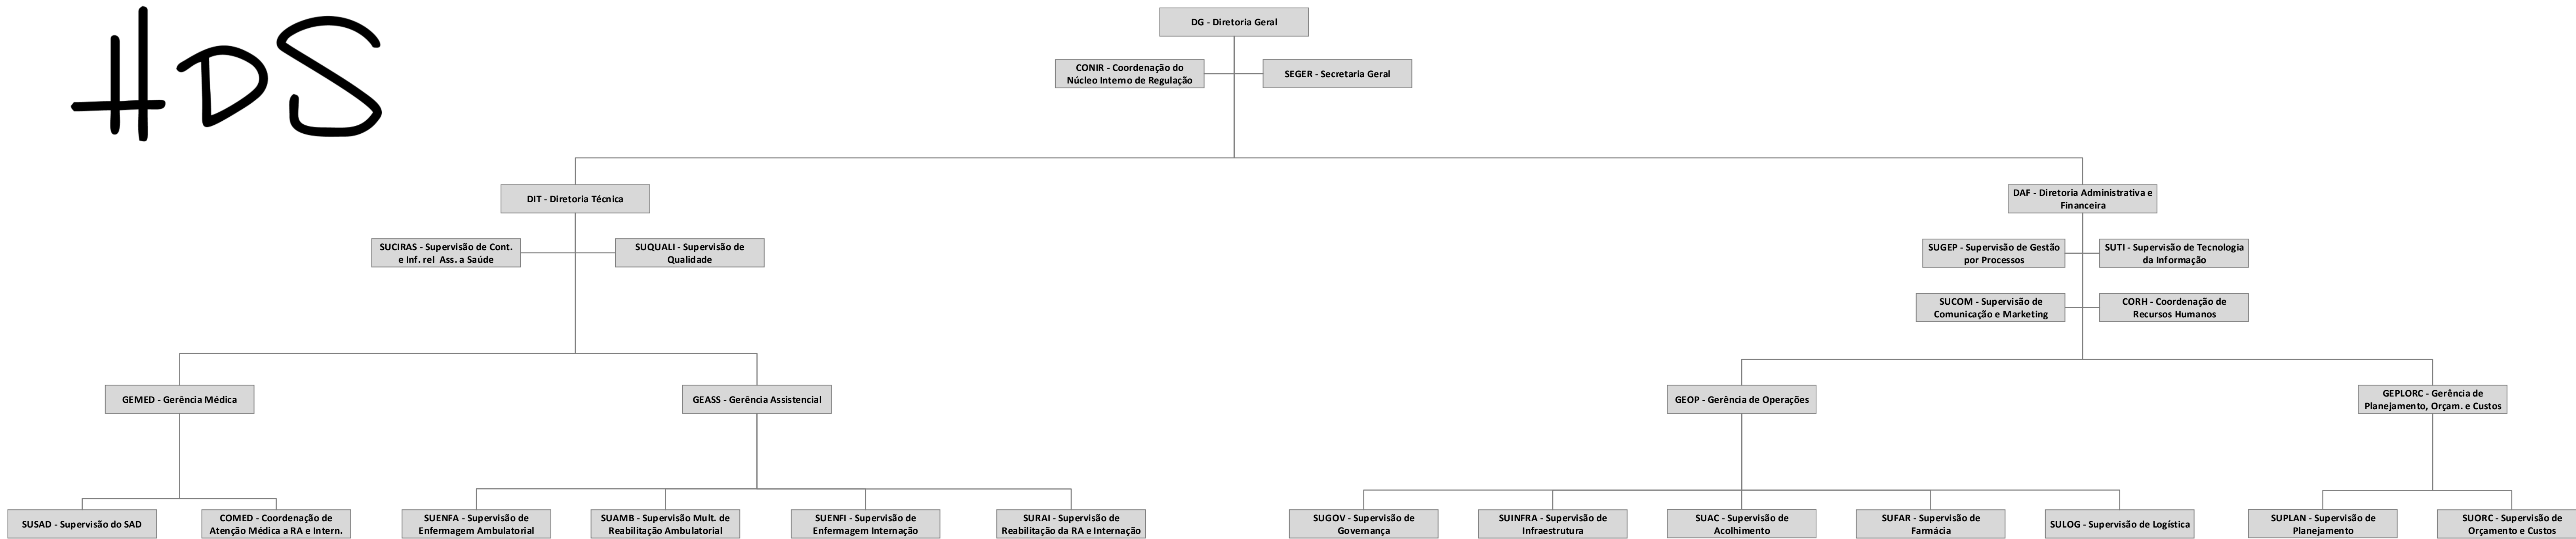 HDS
DG - Diretoria Geral
CONIR - Coordenação do
Núcleo Interno de Regulação
SEGER - Secretaria Geral
DIT - Diretoria Técnica
DAF - Diretoria Administrativa e
Financeira
SUCIRAS - Supervisão de Cont.
e Inf. rel  Ass. a Saúde
SUQUALI - Supervisão de
Qualidade
SUGEP - Supervisão de Gestão
por Processos
SUTI - Supervisão de Tecnologia
da Informação
SUCOM - Supervisão de
Comunicação e Marketing
CORH - Coordenação de
Recursos Humanos
GEMED - Gerência Médica
GEASS - Gerência Assistencial
GEOP - Gerência de Operações
GEPLORC - Gerência de
Planejamento, Orçam. e Custos
SUSAD - Supervisão do SAD
COMED - Coordenação de
Atenção Médica a RA e Intern.
SUENFA - Supervisão de
Enfermagem Ambulatorial
SUAMB - Supervisão Mult. de
Reabilitação Ambulatorial
SUENFI - Supervisão de
Enfermagem Internação
SURAI - Supervisão de
Reabilitação da RA e Internação
SUGOV - Supervisão de
Governança
SUINFRA - Supervisão de
Infraestrutura
SUAC - Supervisão de
Acolhimento
SUFAR - Supervisão de
Farmácia
SULOG - Supervisão de Logística
SUPLAN - Supervisão de
Planejamento
SUORC - Supervisão de
Orçamento e Custos